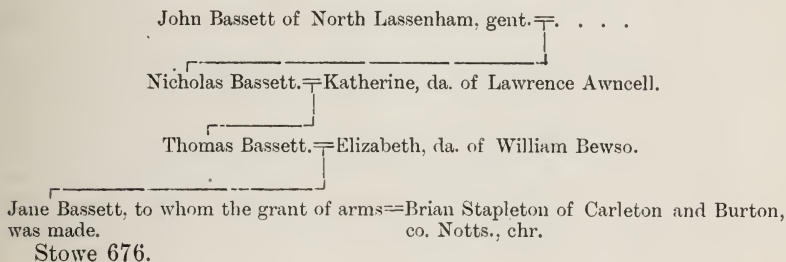 John Bassett of North Lassenham, gent.=. . . .
Nicholas Bassett.=Katherine, da. of Lawrence Awncell.
Thomas Bassett.=Elizabeth, da. of William Bewso.
Jane Bassett, to whom the grant of arms=Brian Stapleton of Carleton and Burton,
was made. co. Notts., chr.
Stowe 676.